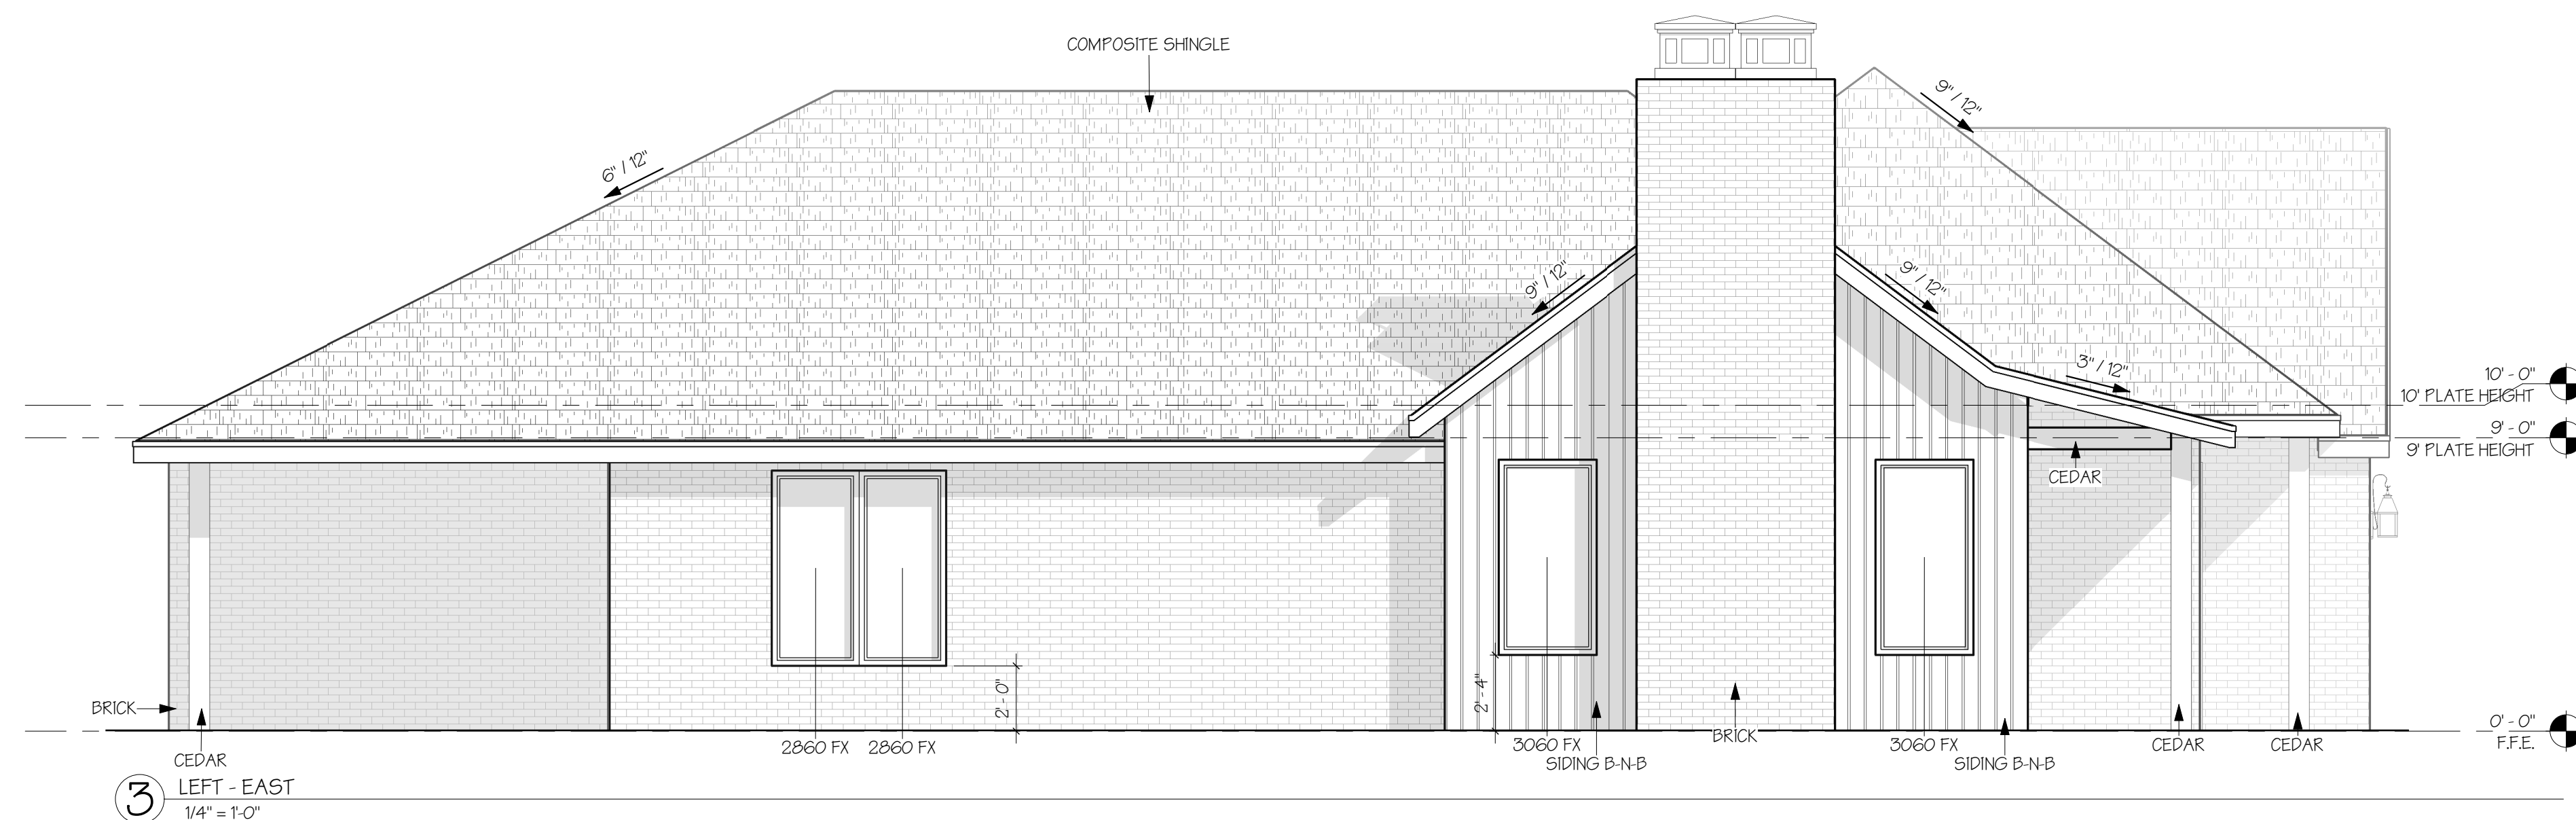 COMPOSITE SHINGLE
9" / 12"
6" / 12"
9" / 12"
9" / 12"
3" / 12"
10' - 0"
10' PLATE HEIGHT
9' - 0"
9' PLATE HEIGHT
CEDAR
2' - 0"
2' - 4"
BRICK
0' - 0"
F.F.E.
CEDAR
2860 FX
2860 FX
3060 FX
SIDING B-N-B
BRICK
3060 FX
SIDING B-N-B
CEDAR
CEDAR
3
LEFT - EAST
1/4" = 1'-0"